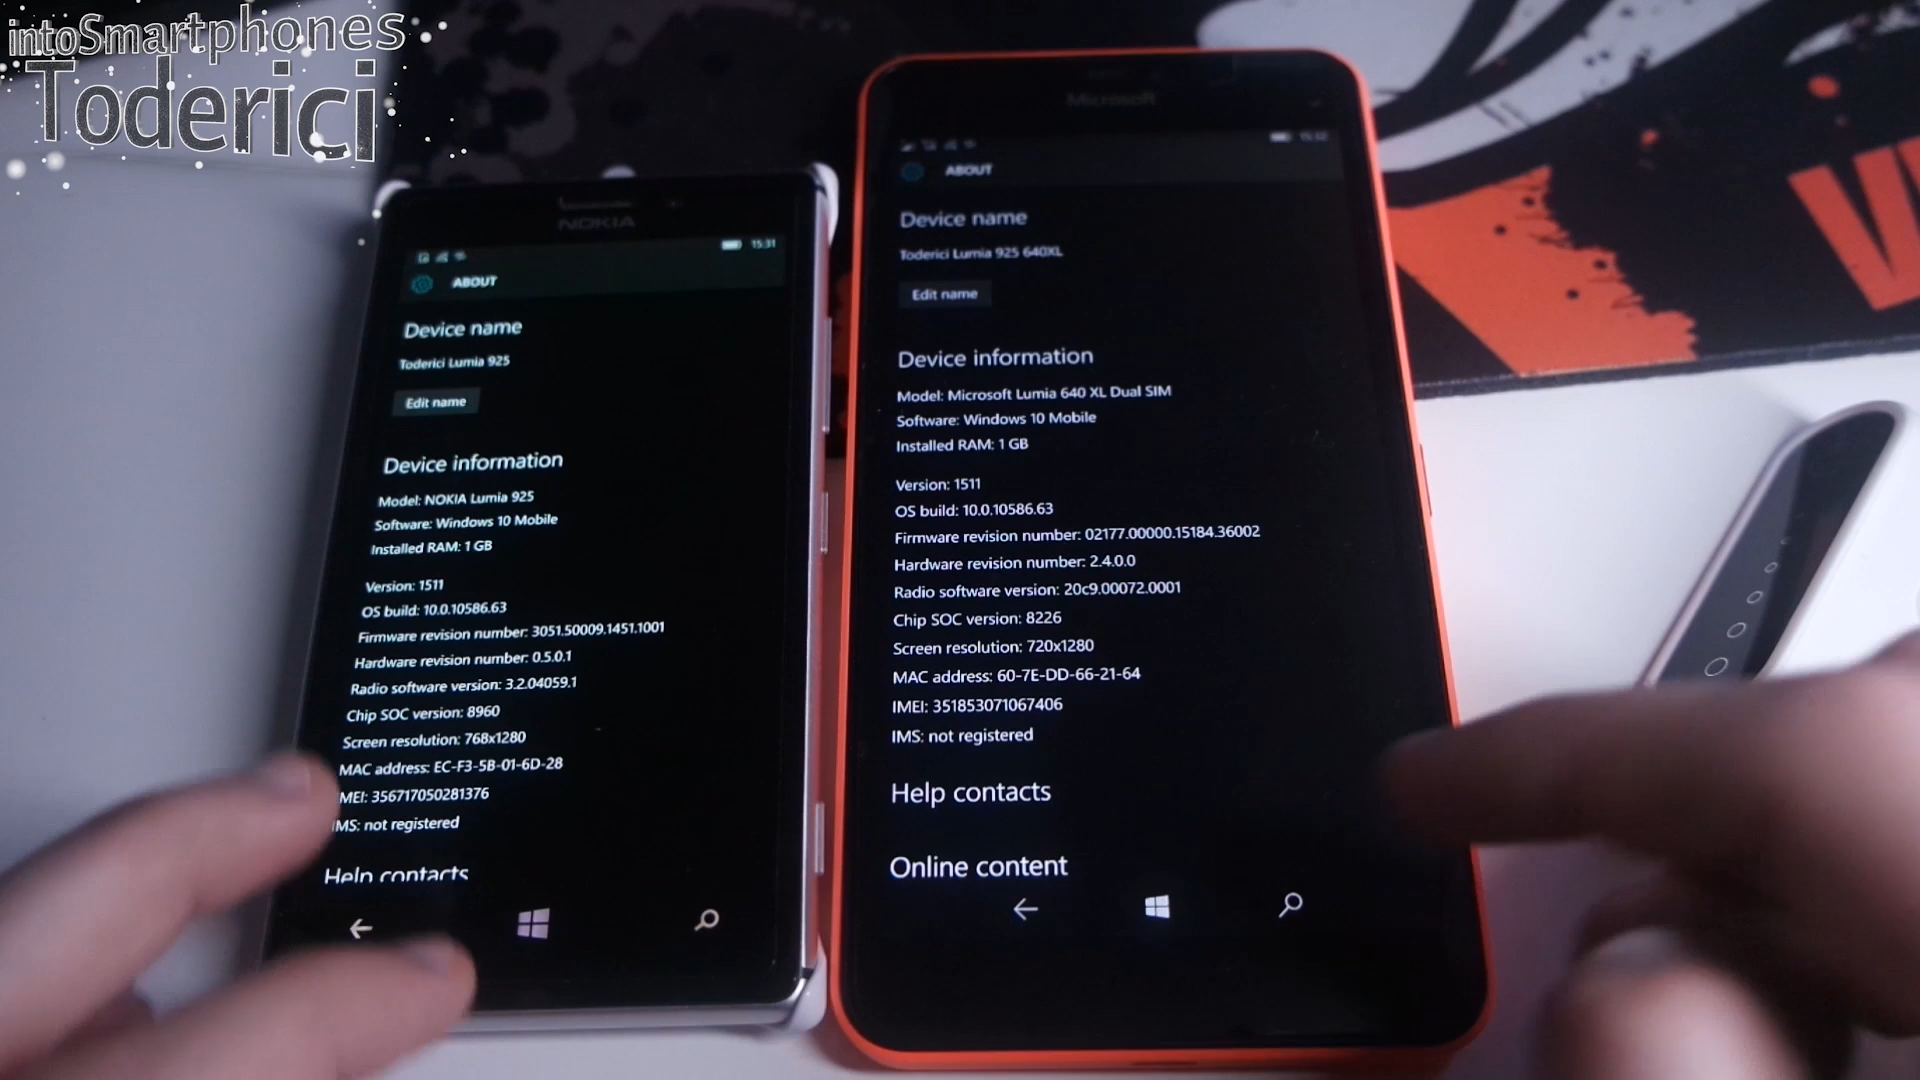 intoSmartphones
Toderici
NOKIA
15:31
ABOUT
Device name
Toderici Lumia 925
Edit name
Device information
Model: NOKIA Lumia 925
Software: Windows 10 Mobile
Installed RAM: 1 GB
Version: 1511
OS build: 10.0.10586.63
Firmware revision number: 3051.50009.1451.1001
Hardware revision number: 0.5.0.1
Radio software version: 3.2.04059.1
Chip SOC version: 8960
Screen resolution: 768x1280
MAC address: EC-F3-5B-01-6D-28
MEI: 356717050281376
IMS: not registered
Help contacts
Microsoft
15:32
ABOUT
Device name
Toderici Lumia 925 640XL
Edit name
Device information
Model: Microsoft Lumia 640 XL Dual SIM
Software: Windows 10 Mobile
Installed RAM: 1 GB
Version: 1511
OS build: 10.0.10586.63
Firmware revision number: 02177.00000.15184.36002
Hardware revision number: 2.4.0.0
Radio software version: 20c9.00072.0001
Chip SOC version: 8226
Screen resolution: 720x1280
MAC address: 60-7E-DD-66-21-64
IMEI: 351853071067406
IMS: not registered
Help contacts
Online content